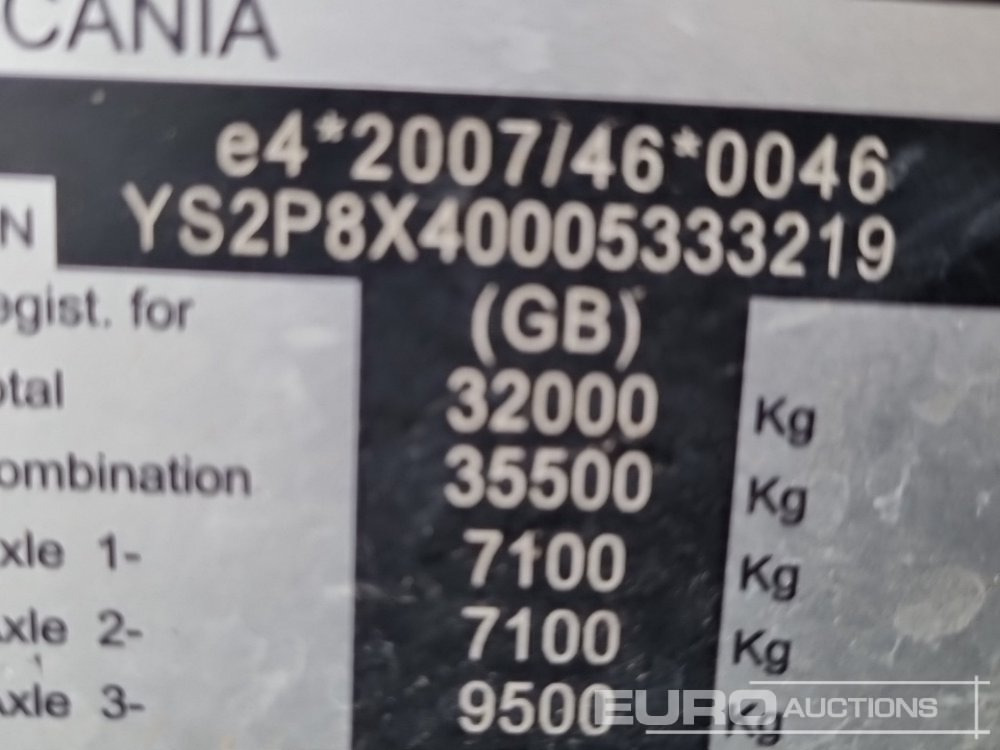 CANIA
e4*2007/46*0046
N YS2P8X40005333219
egist. for (GB)
otal 32000 Kg
ombination 35500 Kg
xle 1- 7100 Kg
xle 2- 7100 Kg
xle 3- 9500 Kg
EURO AUCTIONS